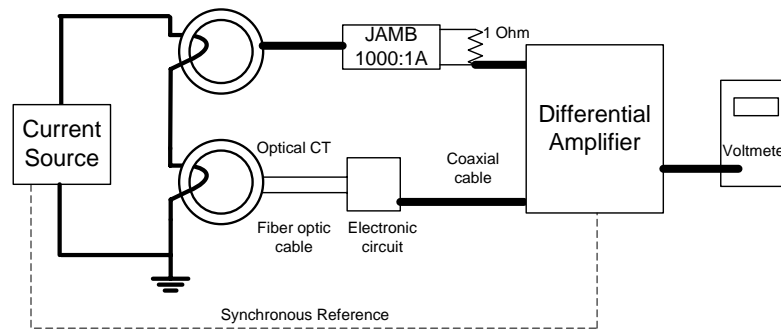 JAMB
1000:1A
1 Ohm
Differential
Amplifier
Current
Source
Optical CT
Coaxial
cable
Voltmeter
Fiber optic
cable
Electronic
circuit
Synchronous Reference